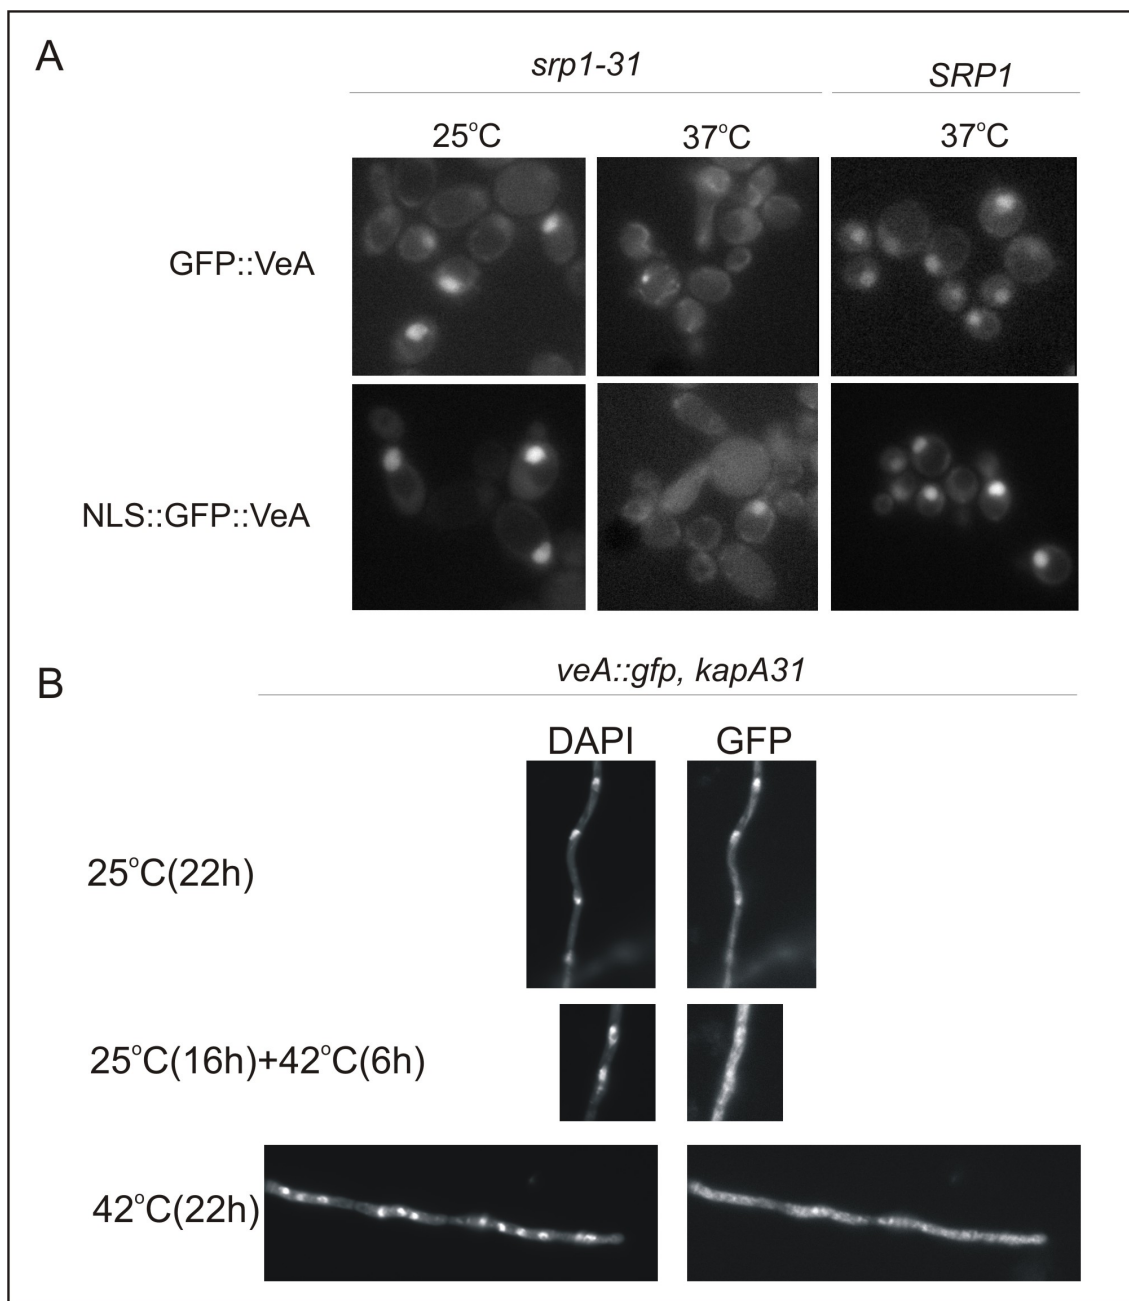 A
srp1-31
SRP1
25°C
37°C
37°C
GFP::VeA
NLS::GFP::VeA
B
veA::gfp, kapA31
DAPI
GFP
25°C(22h)
25°C(16h)+42°C(6h)
42°C(22h)